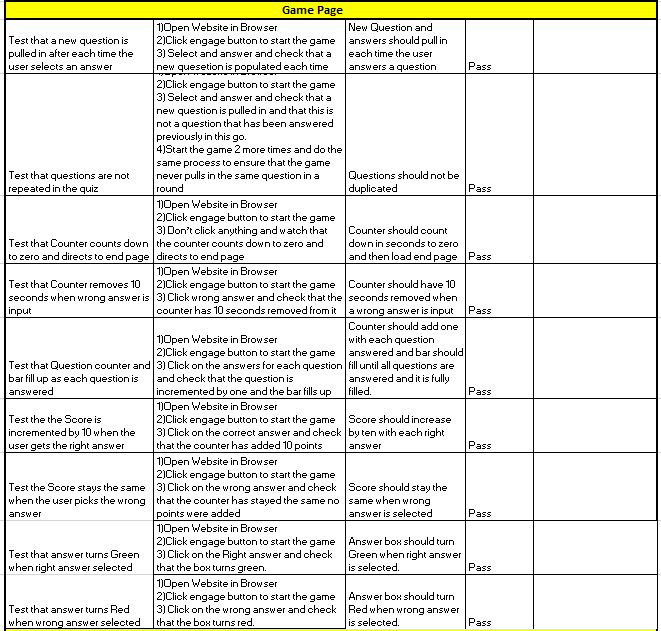 Game Page
Test that a new question is
pulled in after each time the
user selects an answer
1)Open Website in Browser
2)Click engage button to start the game
3) Select and answer and check that a
new quesetion is populated each time
New Question and
answers should pull in
each time the user
answers a question
Pass
Test that questions are not
repeated in the quiz
1)Open Website in Browser
2)Click engage button to start the game
3) Select and answer and check that a
new question is pulled in and that this is
not a question that has been answered
previously in this go.
4)Start the game 2 more times and do the
same process to ensure that the game
never pulls in the same question in a
round
Questions should not be
duplicated
Pass
Test that Counter counts down
to zero and directs to end page
1)Open Website in Browser
2)Click engage button to start the game
3) Don't click anything and watch that
the counter counts down to zero and
directs to end page
Counter should count
down in seconds to zero
and then load end page
Pass
Test that Counter removes 10
seconds when wrong answer is
input
1)Open Website in Browser
2)Click engage button to start the game
3) Click wrong answer and check that the
counter has 10 seconds removed from it
Counter should have 10
seconds removed when
a wrong answer is input
Pass
Test that Question counter and
bar fill up as each question is
answered
1)Open Website in Browser
2)Click engage button to start the game
3) Click on the answers for each question
and check that the question is
incremented by one and the bar fills up
Counter should add one
with each question
answered and bar should
fill until all questions are
answered and it is fully
filled.
Pass
Test the the Score is
incremented by 10 when the
user gets the right answer
1)Open Website in Browser
2)Click engage button to start the game
3) Click on the correct answer and check
that the counter has added 10 points
Score should increase
by ten with each right
answer
Pass
Test the Score stays the same
when the user picks the wrong
answer
1)Open Website in Browser
2)Click engage button to start the game
3) Click on the wrong answer and check
that the counter has stayed the same no
points were added
Score should stay the
same when wrong
answer is selected
Pass
Test that answer turns Green
when right answer selected
1)Open Website in Browser
2)Click engage button to start the game
3) Click on the Right answer and check
that the box turns green.
Answer box should turn
Green when right answer
is selected.
Pass
Test that answer turns Red
when wrong answer selected
1)Open Website in Browser
2)Click engage button to start the game
3) Click on the wrong answer and check
that the box turns red.
Answer box should turn
Red when wrong answer
is selected.
Pass